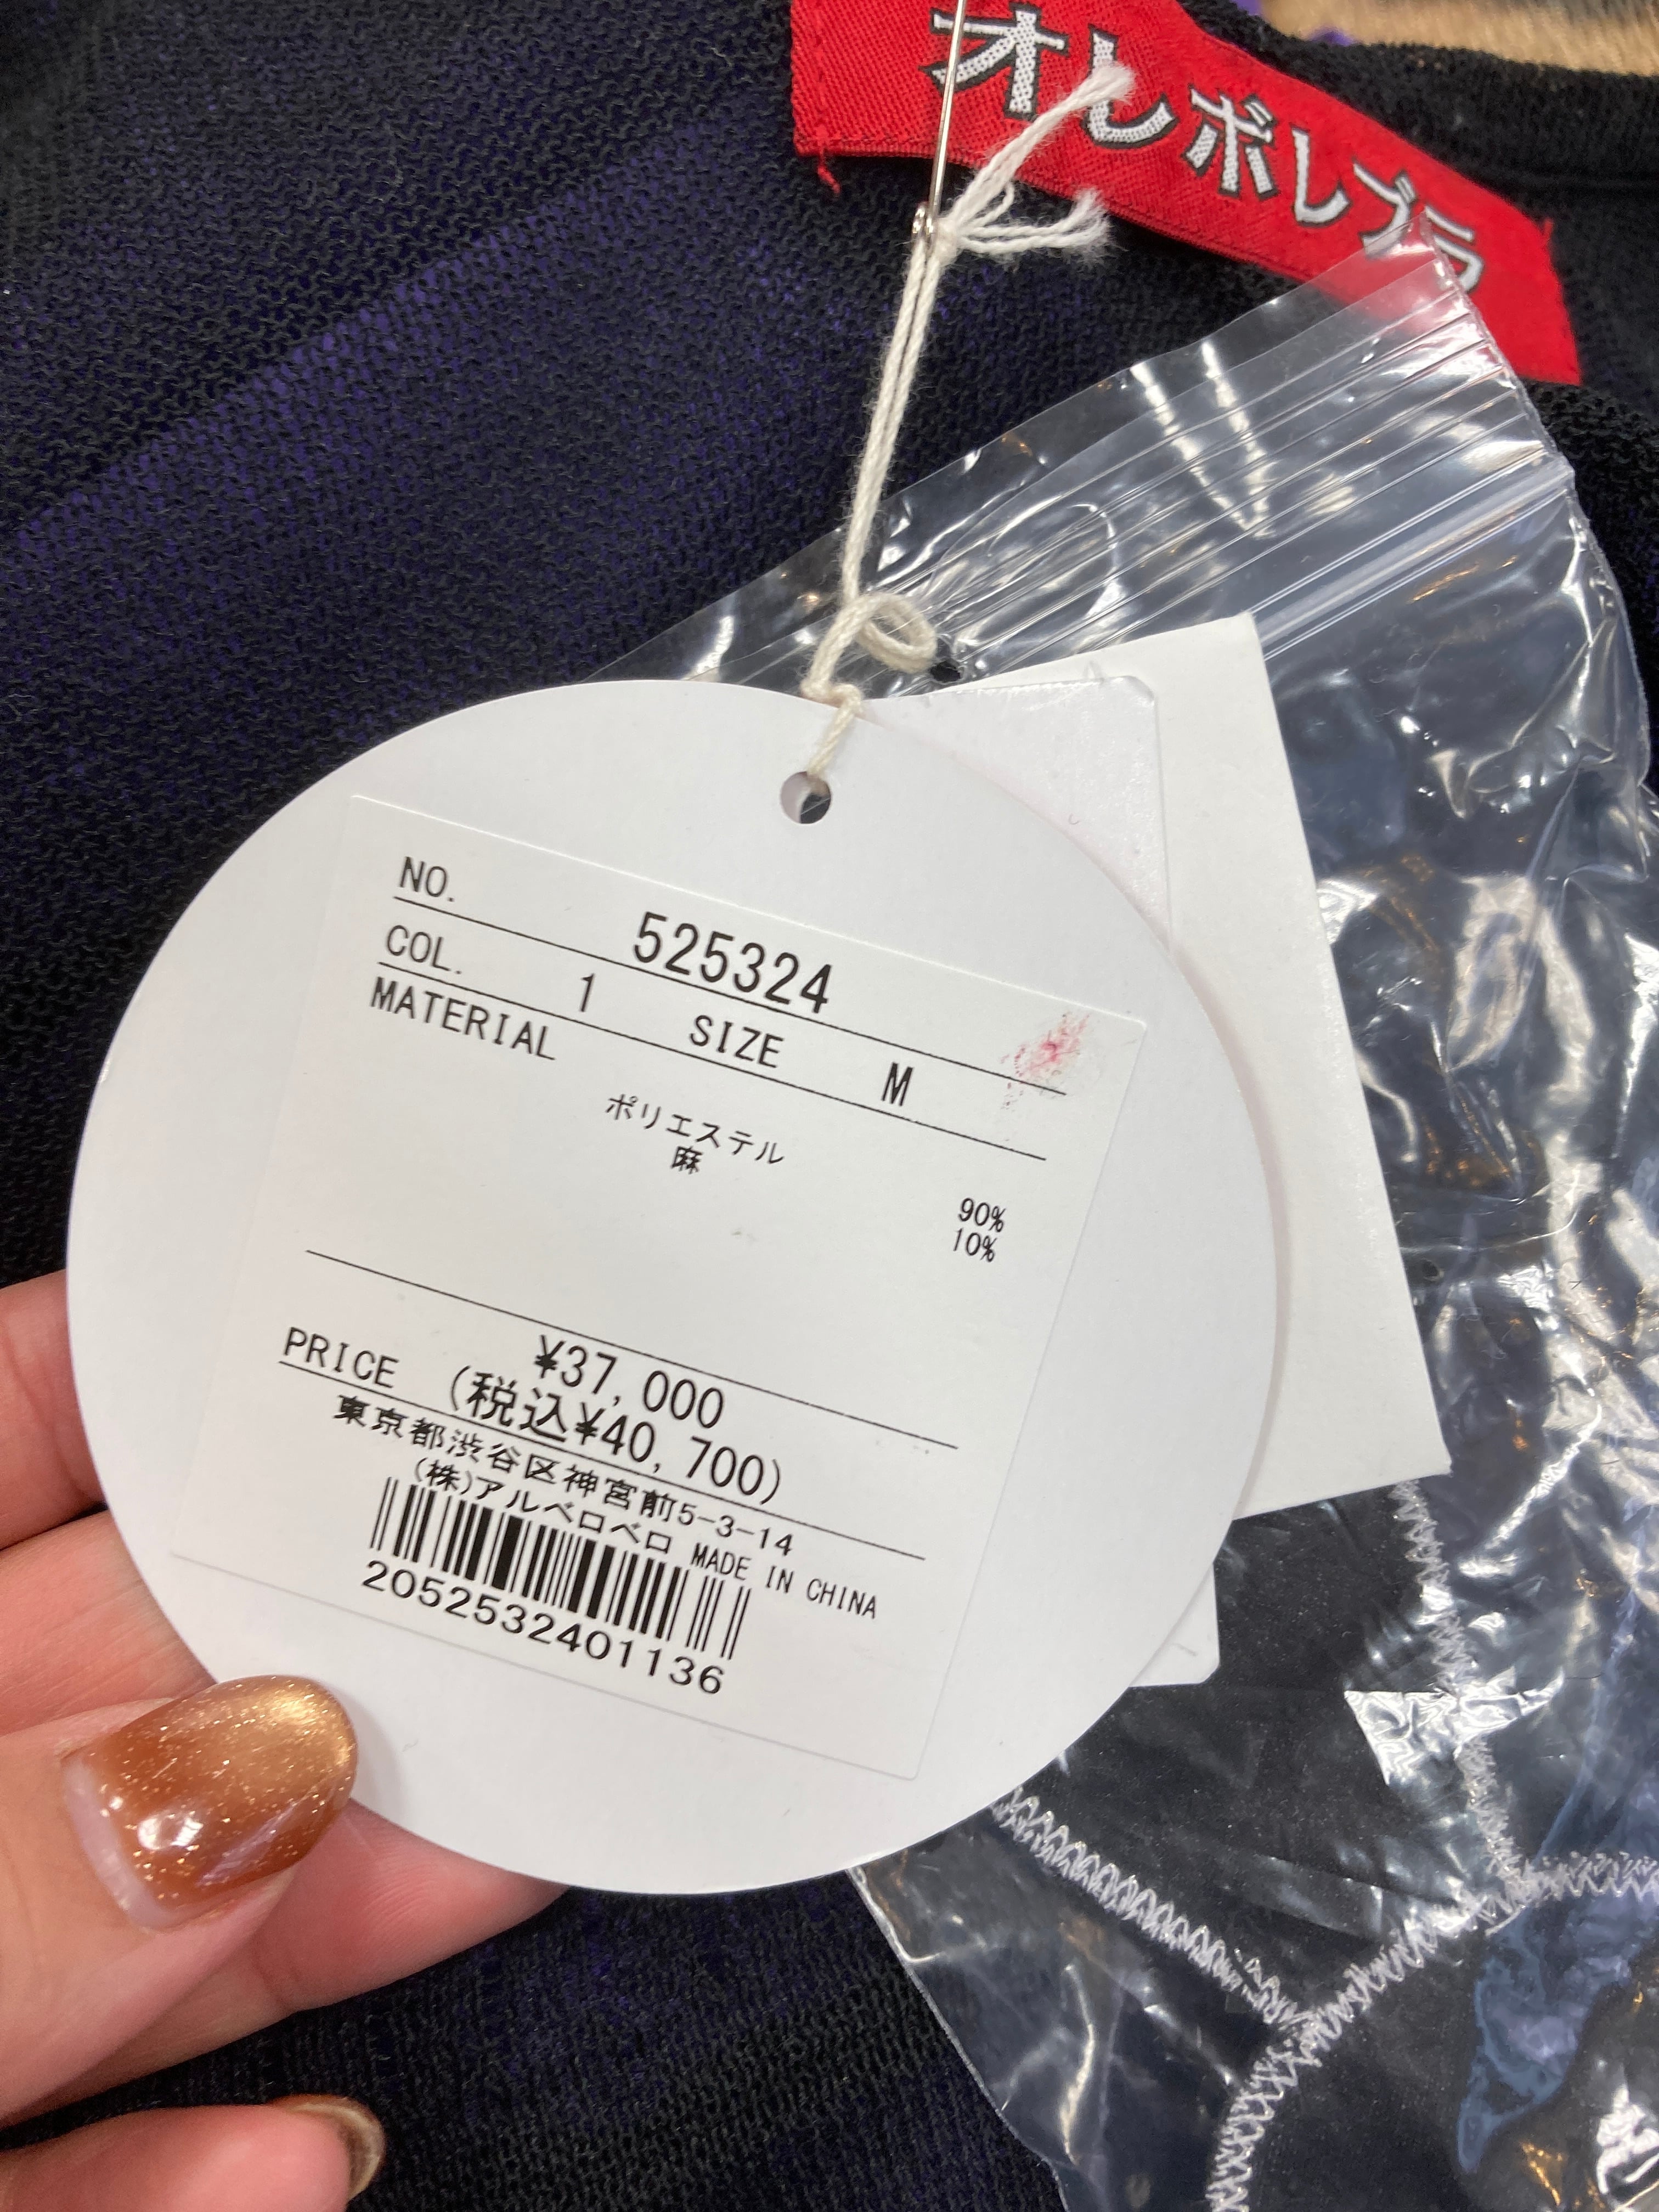 オレボレブラ
NO. 525324
COL. 1 SIZE M
MATERIAL
ポリエステル 90%
麻 10%
¥37,000
PRICE (税込¥40,700)
東京都渋谷区神宮前5-3-14
(株)アルベロベロ MADE IN CHINA
2052532401136